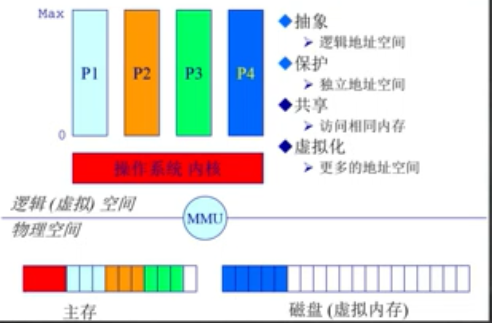 Max
P1 P2 P3 P4
0
操作系统 内核
◆抽象
➢ 逻辑地址空间
◆保护
➢ 独立地址空间
◆共享
➢ 访问相同内存
◆虚拟化
➢ 更多的地址空间
逻辑 (虚拟) 空间
MMU
物理空间
主存
磁盘 (虚拟内存)